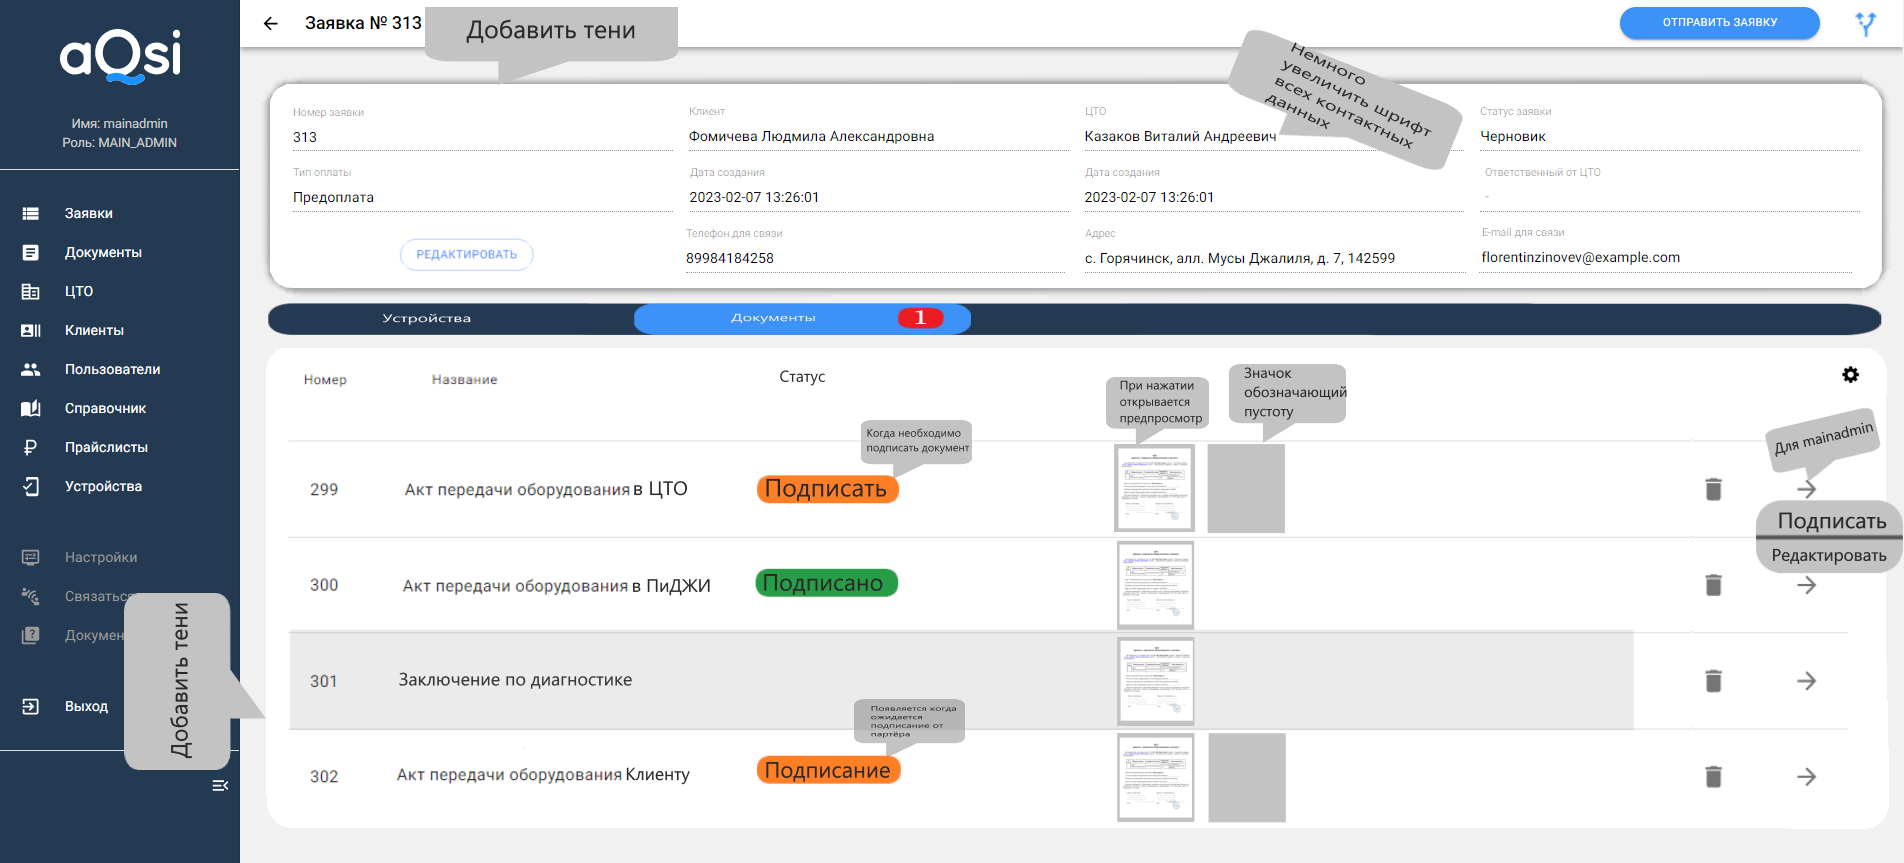 aQsi
Имя: mainadmin
Роль: MAIN_ADMIN
Заявки
Документы
ЦТО
Клиенты
Пользователи
Справочник
Прайслисты
Устройства
Настройки
Связаться
Докумен
Выход
Добавить тени
Заявка № 313
Добавить тени
ОТПРАВИТЬ ЗАЯВКУ
Немного
увеличить шрифт
всех контактных
данных
Номер заявки
313
Клиент
Фомичева Людмила Александровна
ЦТО
Казаков Виталий Андреевич
Статус заявки
Черновик
Тип оплаты
Предоплата
Дата создания
2023-02-07 13:26:01
Дата создания
2023-02-07 13:26:01
Ответственный от ЦТО
-
РЕДАКТИРОВАТЬ
Телефон для связи
89984184258
Адрес
с. Горячинск, алл. Мусы Джалиля, д. 7, 142599
E-mail для связи
florentinzinovev@example.com
Устройства
Документы
1
Номер
Название
Статус
При нажатии
открывается
предпросмотр
Значок
обозначающий
пустоту
Когда необходимо
подписать документ
Для mainadmin
299
Акт передачи оборудования в ЦТО
Подписать
Подписать
Редактировать
300
Акт передачи оборудования в ПиДЖИ
Подписано
301
Заключение по диагностике
Появляется когда
ожидается
подписание от
партёра
302
Акт передачи оборудования Клиенту
Подписание